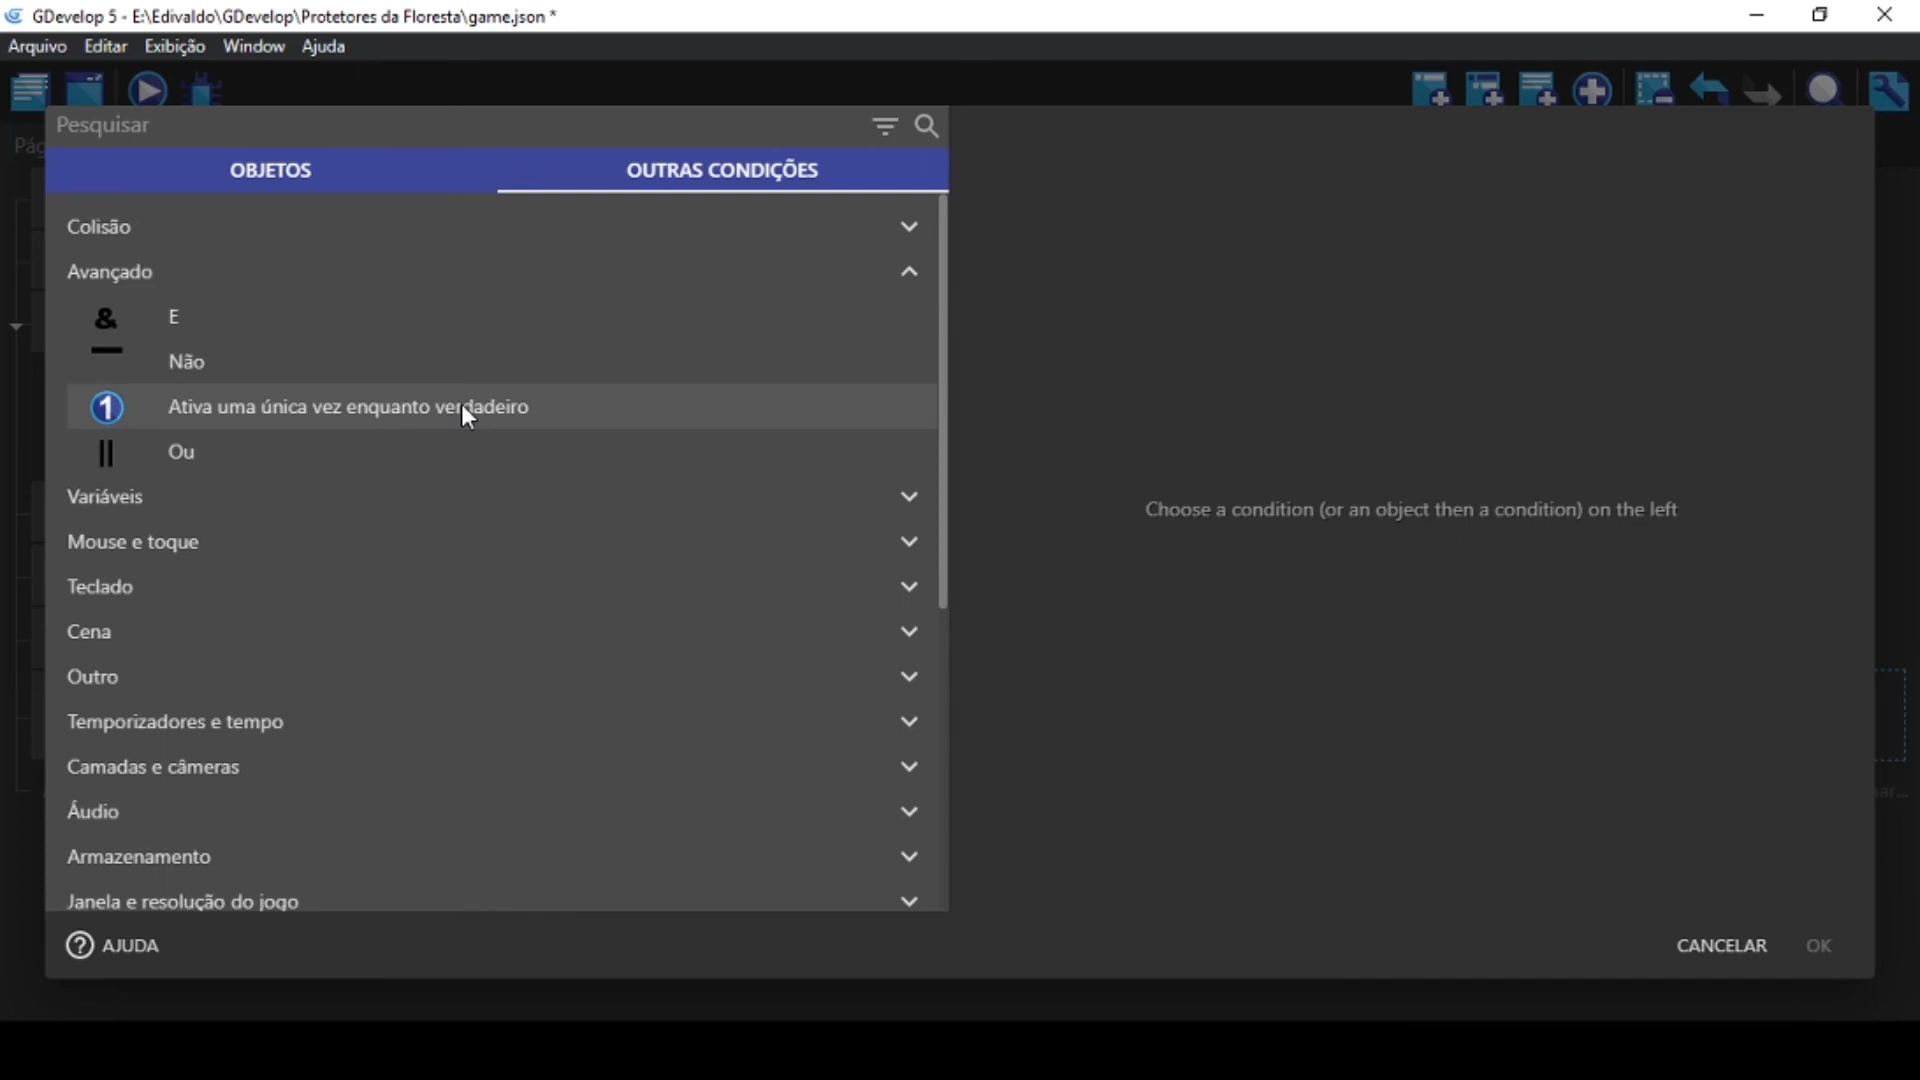 GDevelop 5 - E:\Edivaldo\GDevelop\Protetores da Floresta\game.json *
Arquivo Editar Exibição Window Ajuda
Pesquisar
OBJETOS OUTRAS CONDIÇÕES
Colisão
Avançado
& E
Não
1 Ativa uma única vez enquanto verdadeiro
|| Ou
Variáveis
Choose a condition (or an object then a condition) on the left
Mouse e toque
Teclado
Cena
Outro
Temporizadores e tempo
Camadas e câmeras
Áudio
Armazenamento
Janela e resolução do jogo
? AJUDA CANCELAR OK